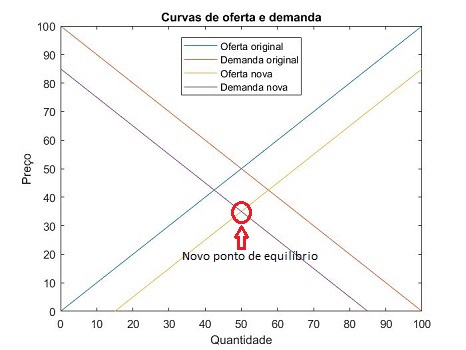 Curvas de oferta e demanda
Oferta original
Demanda original
Oferta nova
Demanda nova
100
90
80
70
60
50
40
30
20
10
0
Preço
Novo ponto de equilíbrio
0 10 20 30 40 50 60 70 80 90 100
Quantidade